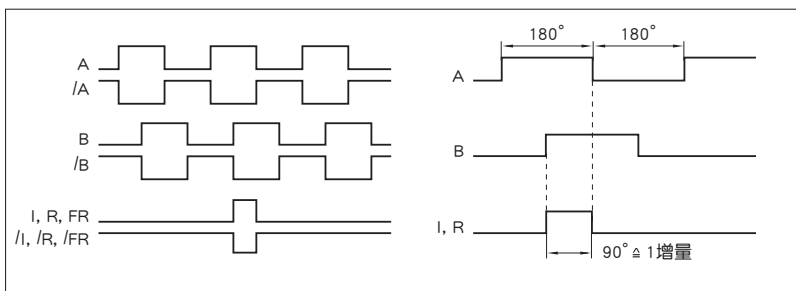 A
/A
B
/B
I, R, FR
/I, /R, /FR
180° 180°
A
B
I, R
90° ≙ 1增量